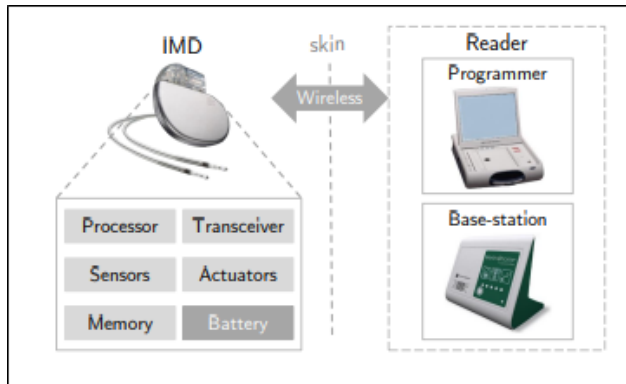 IMD
skin
Reader
Programmer
Wireless
Processor Transceiver
Base-station
Sensors Actuators
Memory Battery